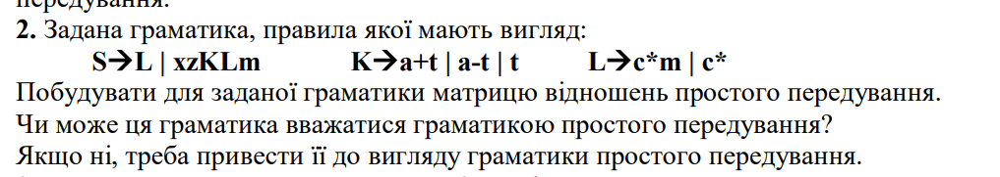 передування.
2. Задана граматика, правила якої мають вигляд:
S→L | xzKLm K→a+t | a-t | t L→c*m | c*
Побудувати для заданої граматики матрицю відношень простого передування.
Чи може ця граматика вважатися граматикою простого передування?
Якщо ні, треба привести її до вигляду граматики простого передування.